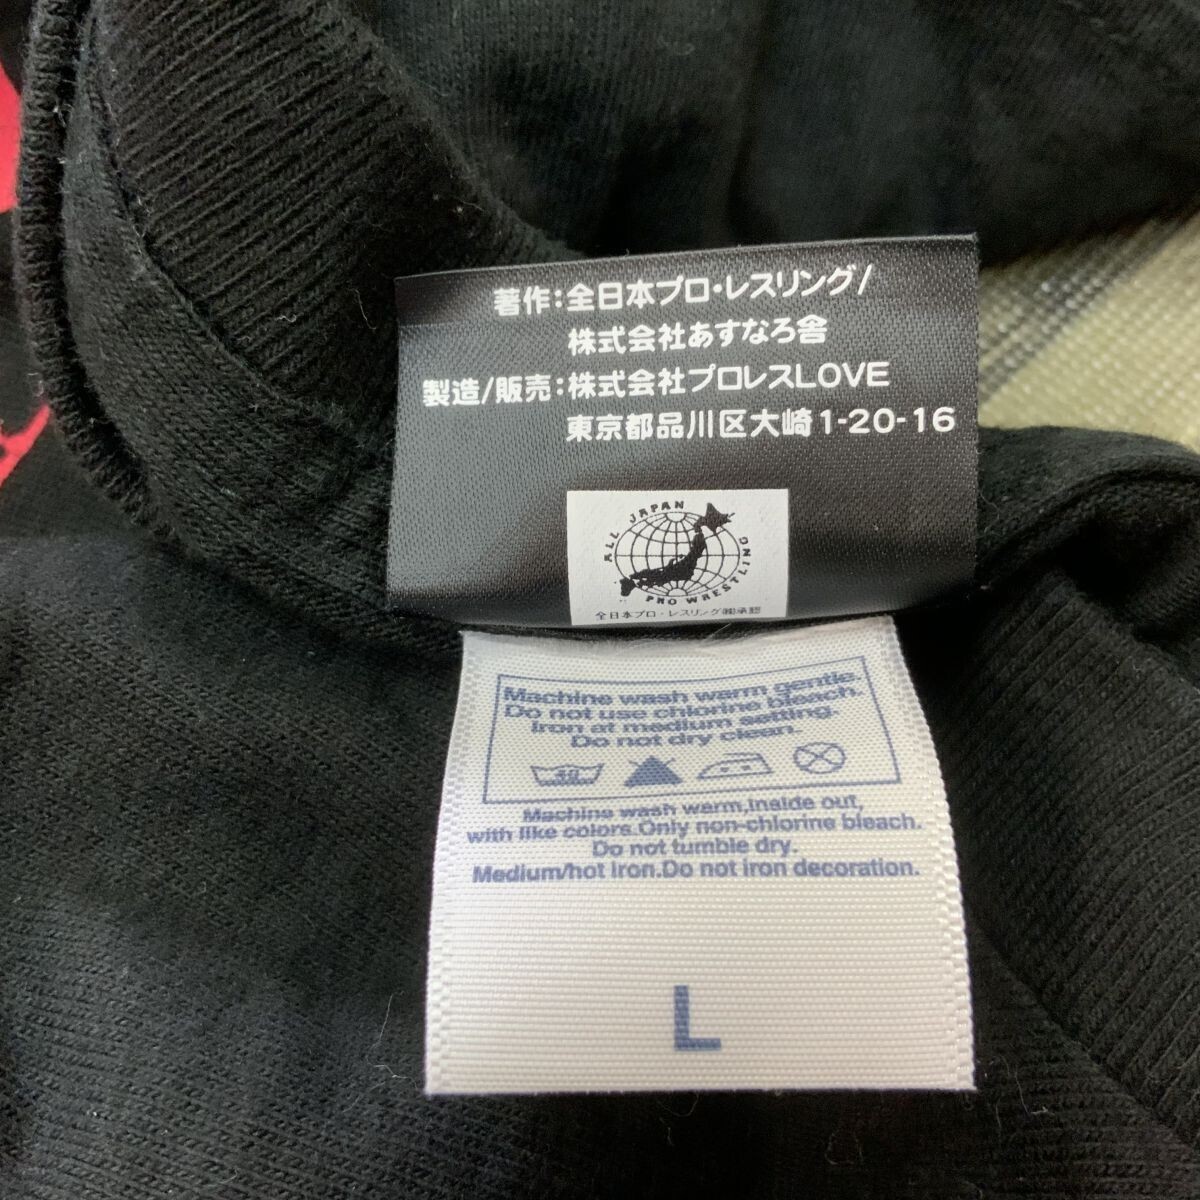 著作:全日本プロ・レスリング/
株式会社あすなろ舎
製造/販売:株式会社プロレスLOVE
東京都品川区大崎1-20-16
ALL JAPAN
PRO WRESTLING
全日本プロ・レスリング㈱承認
Machine wash warm gentle.
Do not use chlorine bleach.
Iron at medium setting.
Do not dry clean.
40
Machine wash warm,Inside out,
with like colors.Only non-chlorine bleach.
Do not tumble dry.
Medium/hot iron.Do not iron decoration.
L